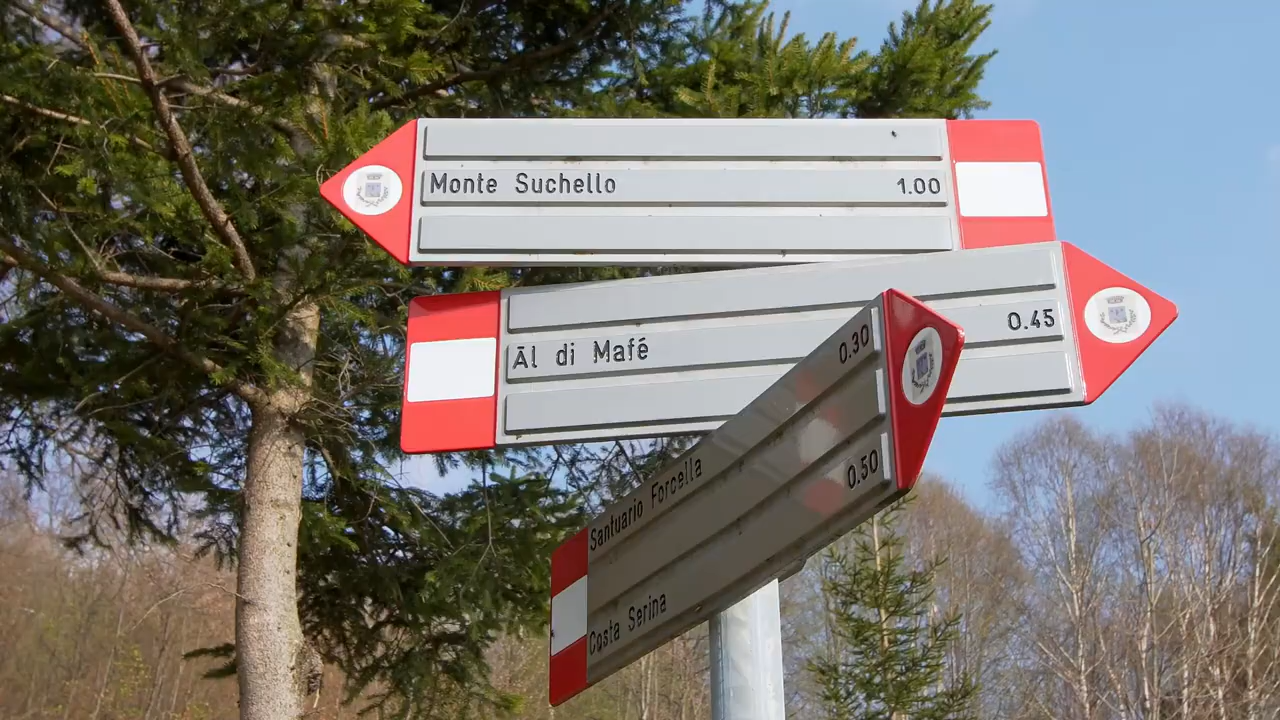 Monte Suchello 1.00
Āl di Mafé 0.45
Santuario Forcella 0.30
Costa Serina 0.50